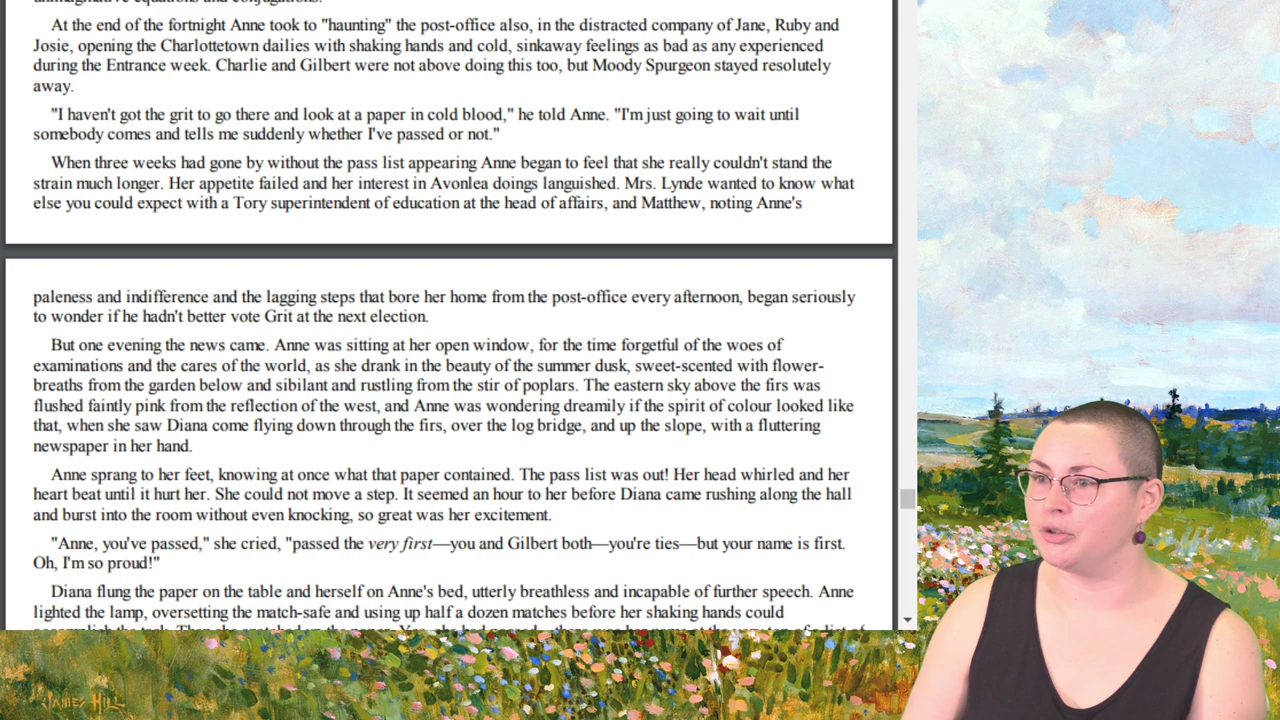 At the end of the fortnight Anne took to "haunting" the post-office also, in the distracted company of Jane, Ruby and
Josie, opening the Charlottetown dailies with shaking hands and cold, sinkaway feelings as bad as any experienced
during the Entrance week. Charlie and Gilbert were not above doing this too, but Moody Spurgeon stayed resolutely
away.
"I haven't got the grit to go there and look at a paper in cold blood," he told Anne. "I'm just going to wait until
somebody comes and tells me suddenly whether I've passed or not."
When three weeks had gone by without the pass list appearing Anne began to feel that she really couldn't stand the
strain much longer. Her appetite failed and her interest in Avonlea doings languished. Mrs. Lynde wanted to know what
else you could expect with a Tory superintendent of education at the head of affairs, and Matthew, noting Anne's
paleness and indifference and the lagging steps that bore her home from the post-office every afternoon, began seriously
to wonder if he hadn't better vote Grit at the next election.
But one evening the news came. Anne was sitting at her open window, for the time forgetful of the woes of
examinations and the cares of the world, as she drank in the beauty of the summer dusk, sweet-scented with flower-
breaths from the garden below and sibilant and rustling from the stir of poplars. The eastern sky above the firs was
flushed faintly pink from the reflection of the west, and Anne was wondering dreamily if the spirit of colour looked like
that, when she saw Diana come flying down through the firs, over the log bridge, and up the slope, with a fluttering
newspaper in her hand.
Anne sprang to her feet, knowing at once what that paper contained. The pass list was out! Her head whirled and her
heart beat until it hurt her. She could not move a step. It seemed an hour to her before Diana came rushing along the hall
and burst into the room without even knocking, so great was her excitement.
"Anne, you've passed," she cried, "passed the very first—you and Gilbert both—you're ties—but your name is first.
Oh, I'm so proud!"
Diana flung the paper on the table and herself on Anne's bed, utterly breathless and incapable of further speech. Anne
lighted the lamp, oversetting the match-safe and using up half a dozen matches before her shaking hands could
JAMES HILL